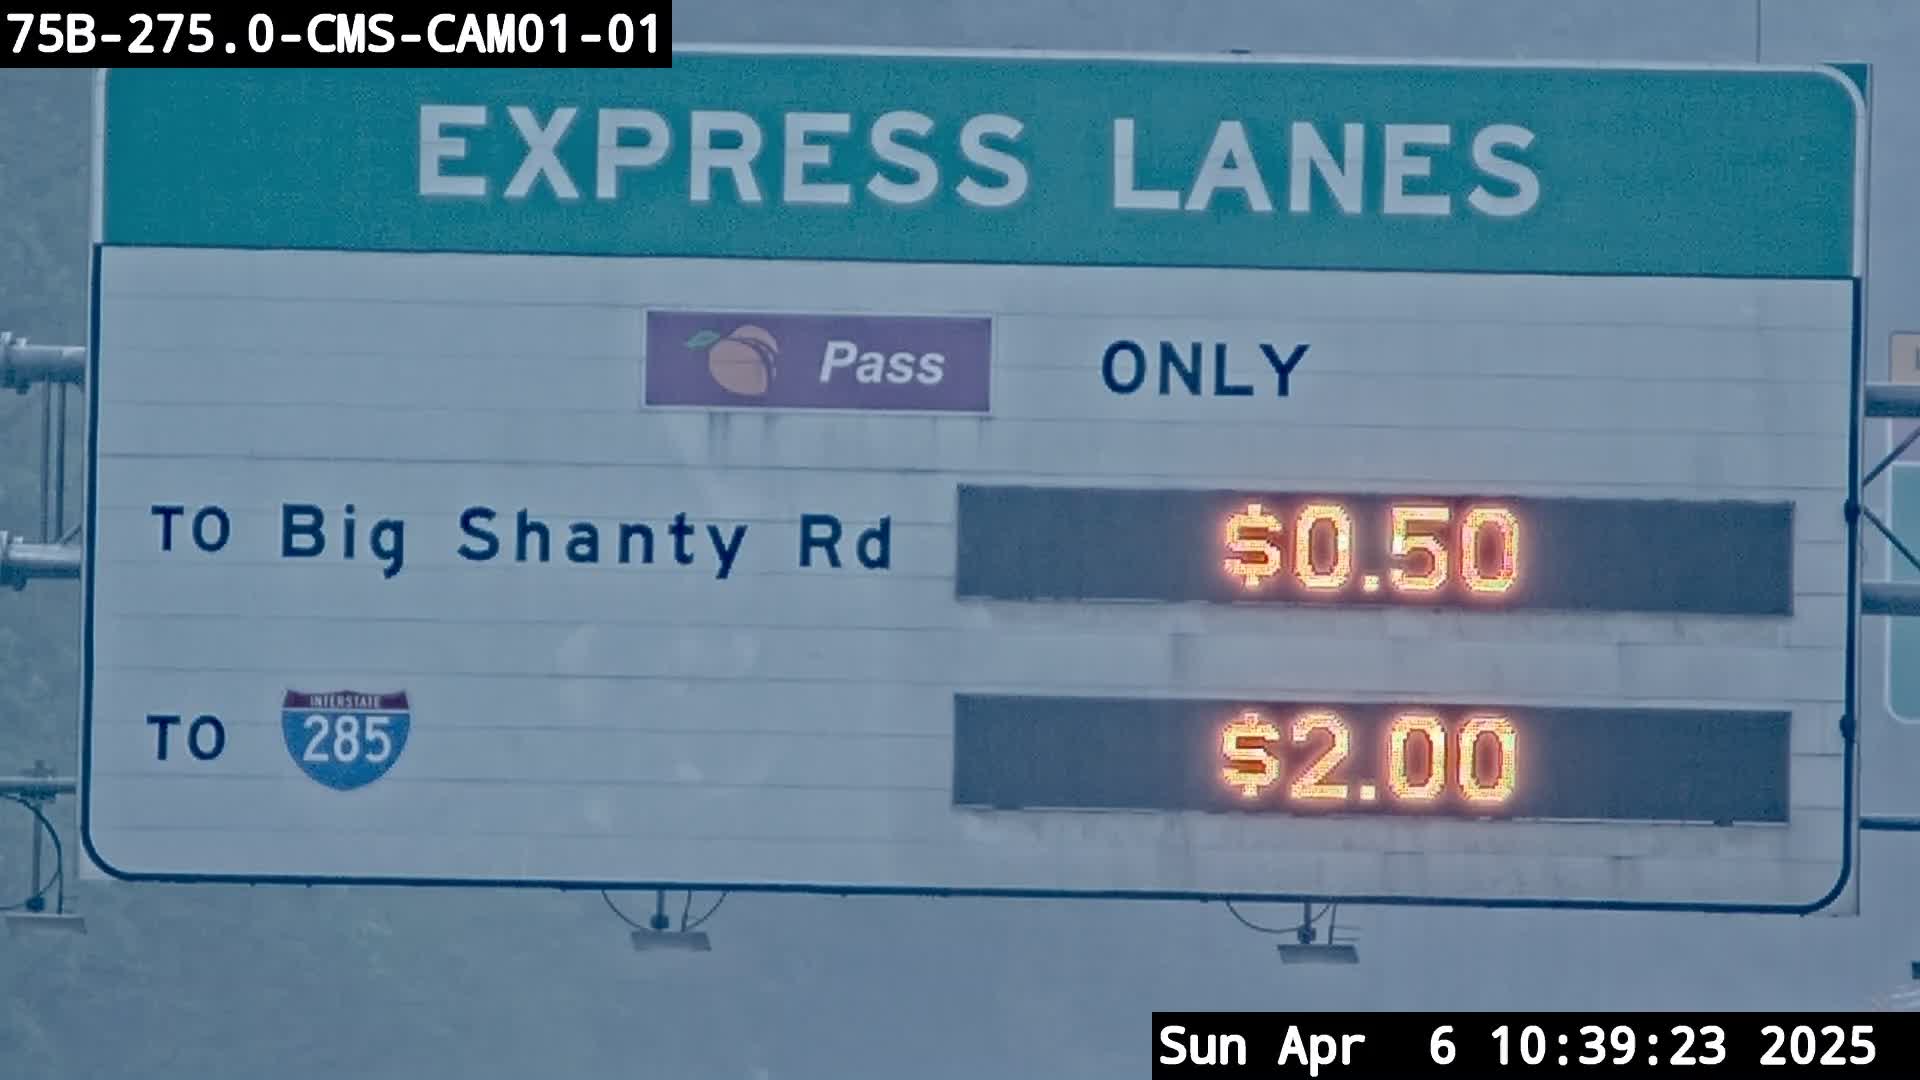 75B-275.0-CMS-CAM01-01
EXPRESS LANES
Pass ONLY
TO Big Shanty Rd $0.50
TO INTERSTATE 285 $2.00
Sun Apr 6 10:39:23 2025